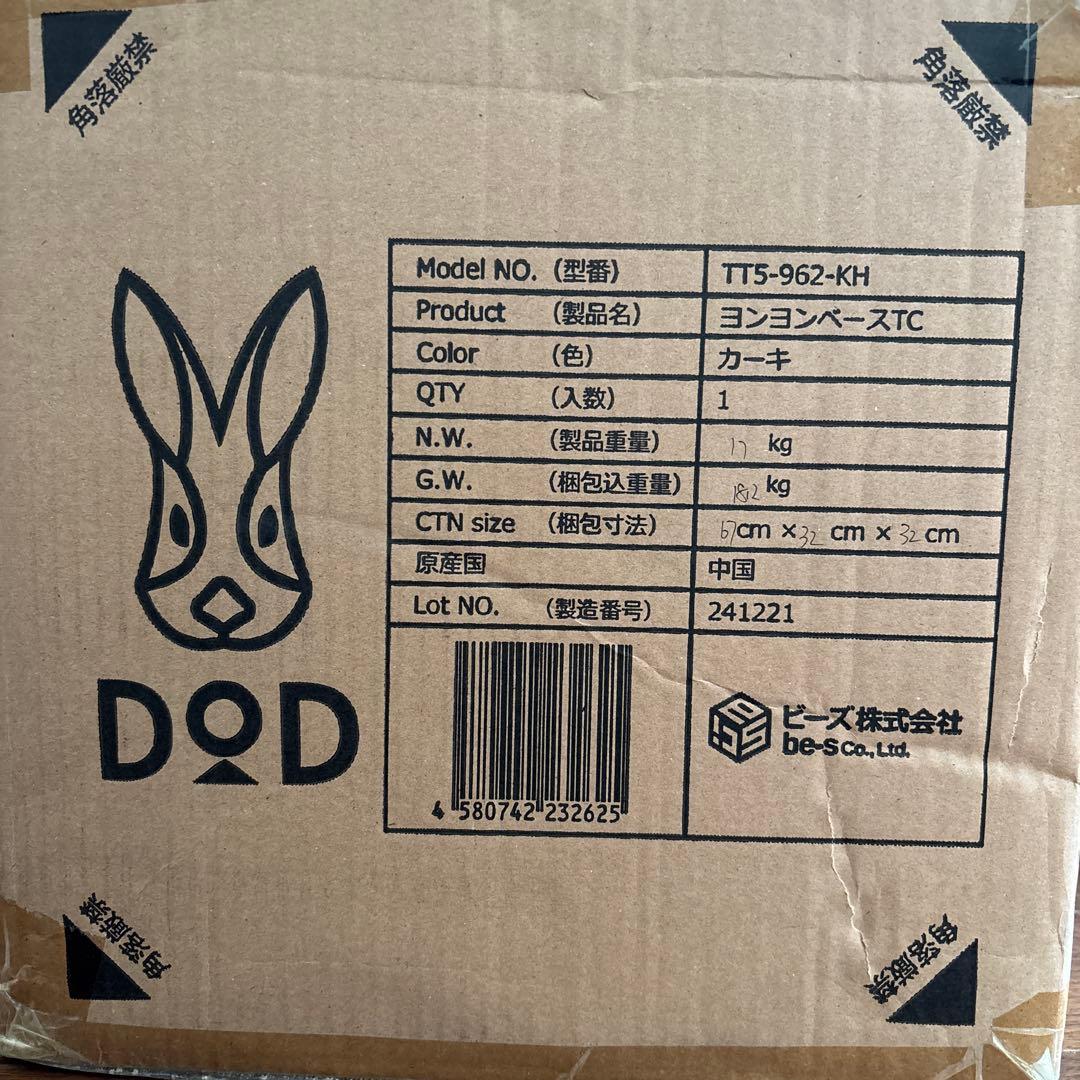 角落厳禁
角落厳禁
Model NO. (型番) TT5-962-KH
Product (製品名) ヨンヨンベースTC
Color (色) カーキ
QTY (入数) 1
N.W. (製品重量) 17 kg
G.W. (梱包込重量) 18.2 kg
CTN size (梱包寸法) 67cm × 32 cm × 32 cm
原産国 中国
Lot NO. (製造番号) 241221
DOD
4 580742 232625
ビーズ株式会社
be-s Co., Ltd.
角落厳禁
角落厳禁